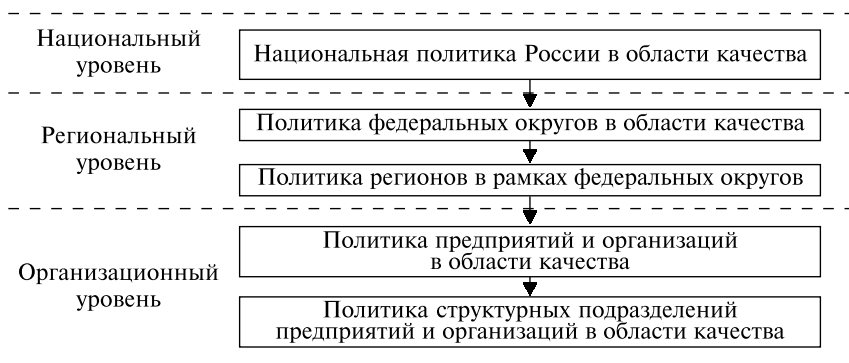 Национальный
уровень
Национальная политика России в области качества
Региональный
уровень
Политика федеральных округов в области качества
Политика регионов в рамках федеральных округов
Организационный
уровень
Политика предприятий и организаций
в области качества
Политика структурных подразделений
предприятий и организаций в области качества